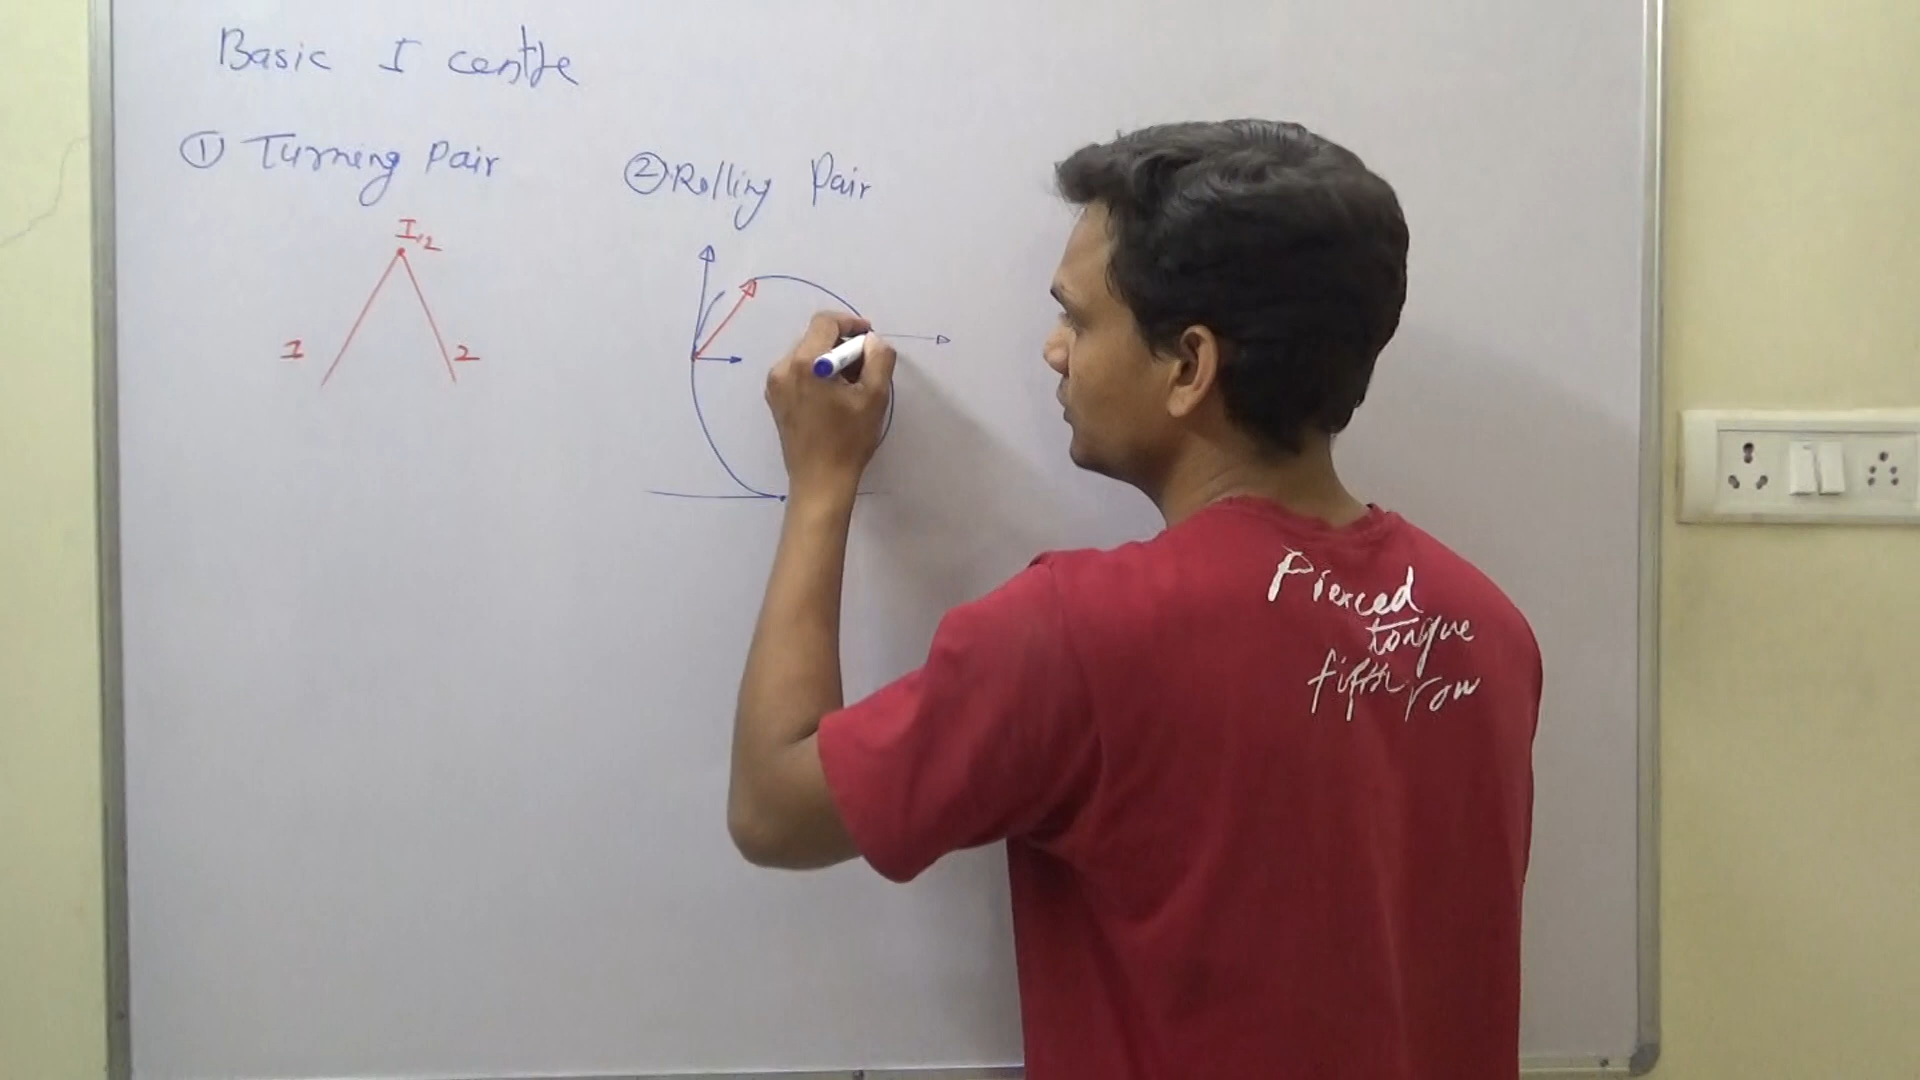 Basic I centre
① Turning Pair
② Rolling Pair
I12
1
2
Pierced
tongue
fifth row